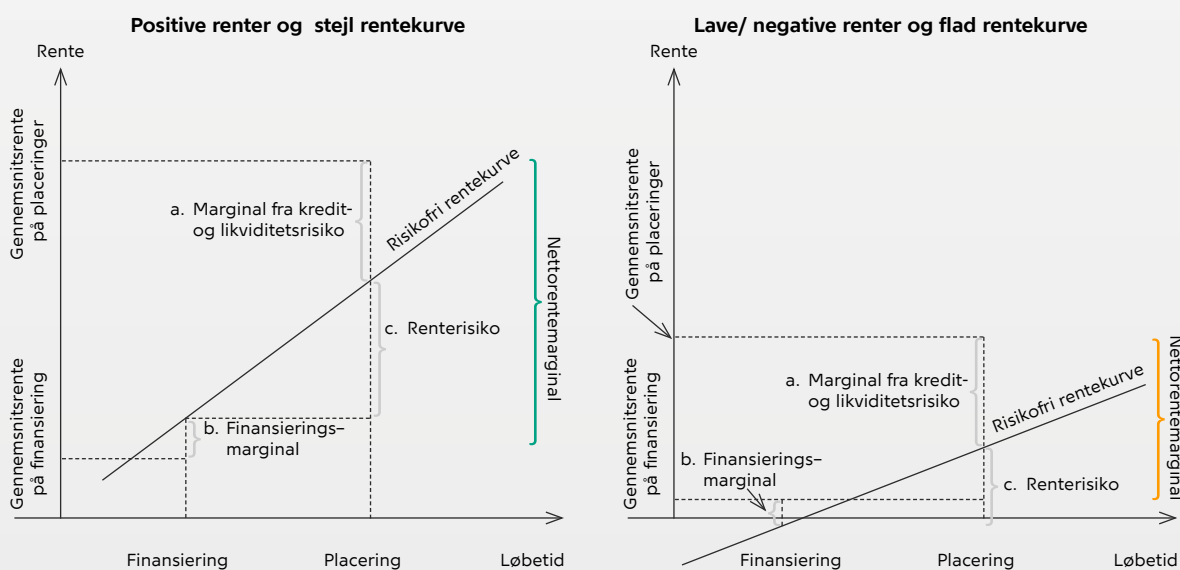 Positive renter og stejl rentekurve
Rente
Gennemsnitsrente
på placeringer
a. Marginal fra kredit-
og likviditetsrisiko
Risikofri rentekurve
Nettorentemarginal
c. Renterisiko
Gennemsnitsrente
på finansiering
b. Finansierings–
marginal
Finansiering
Placering
Løbetid
Lave/ negative renter og flad rentekurve
Rente
Gennemsnitsrente
på placeringer
a. Marginal fra kredit-
og likviditetsrisiko
Risikofri rentekurve
Nettorentemarginal
Gennemsnitsrente
på finansiering
b. Finansierings–
marginal
c. Renterisiko
Finansiering
Placering
Løbetid